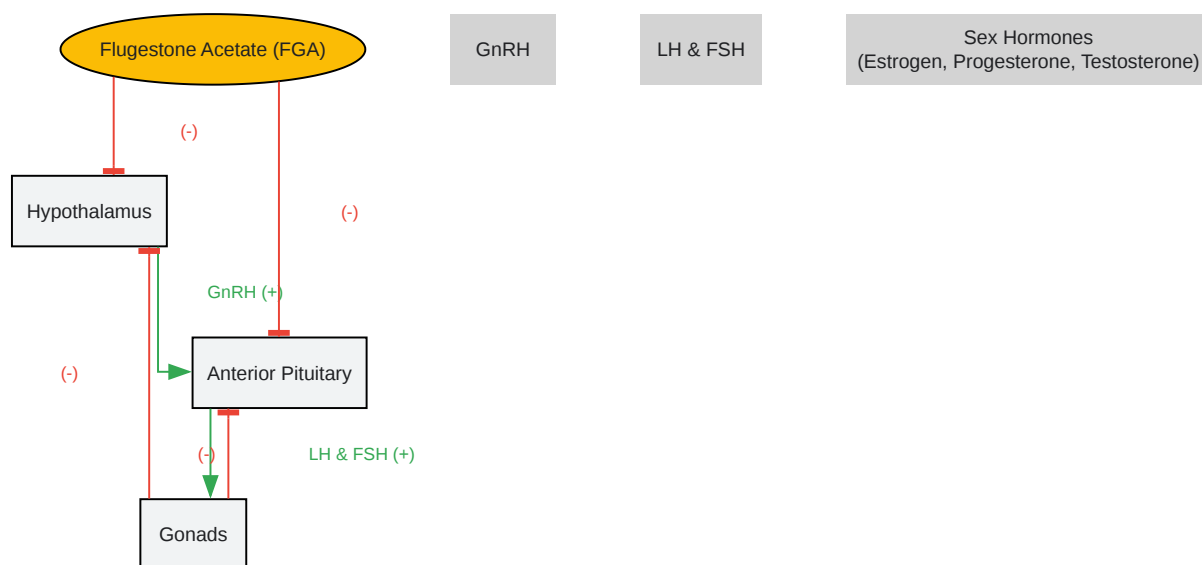 Flugestone Acetate (FGA)
GnRH
LH & FSH
Sex Hormones
(Estrogen, Progesterone, Testosterone)
(-)
Hypothalamus
(-)
GnRH (+)
(-)
Anterior Pituitary
(-)
LH & FSH (+)
Gonads